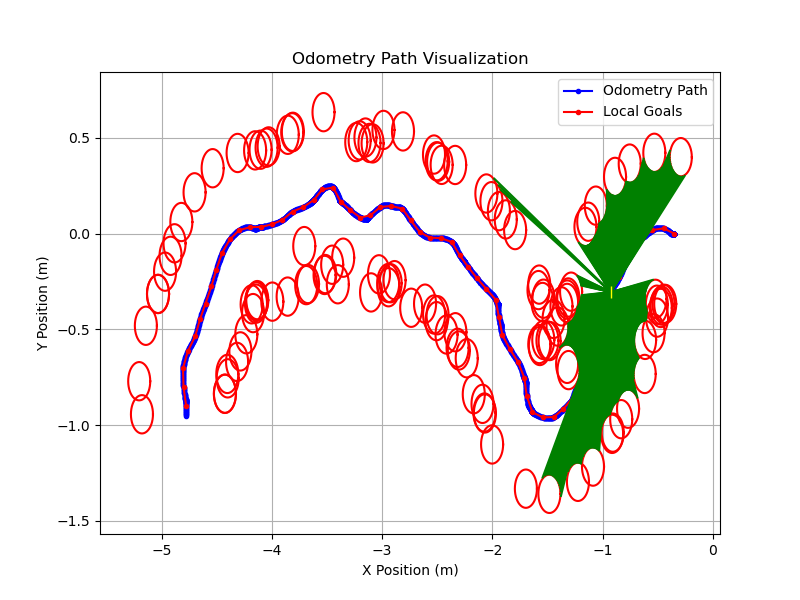 Odometry Path Visualization
Odometry Path
Local Goals
Y Position (m)
0.5
0.0
−0.5
−1.0
−1.5
−5
−4
−3
−2
−1
0
X Position (m)